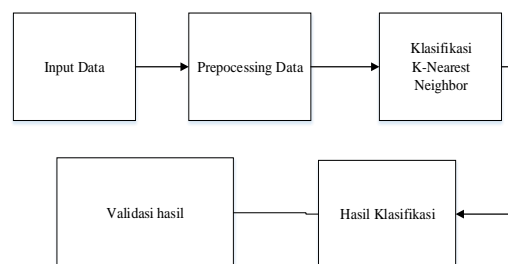 Input Data
Prepocessing Data
Klasifikasi
K-Nearest
Neighbor
Hasil Klasifikasi
Validasi hasil